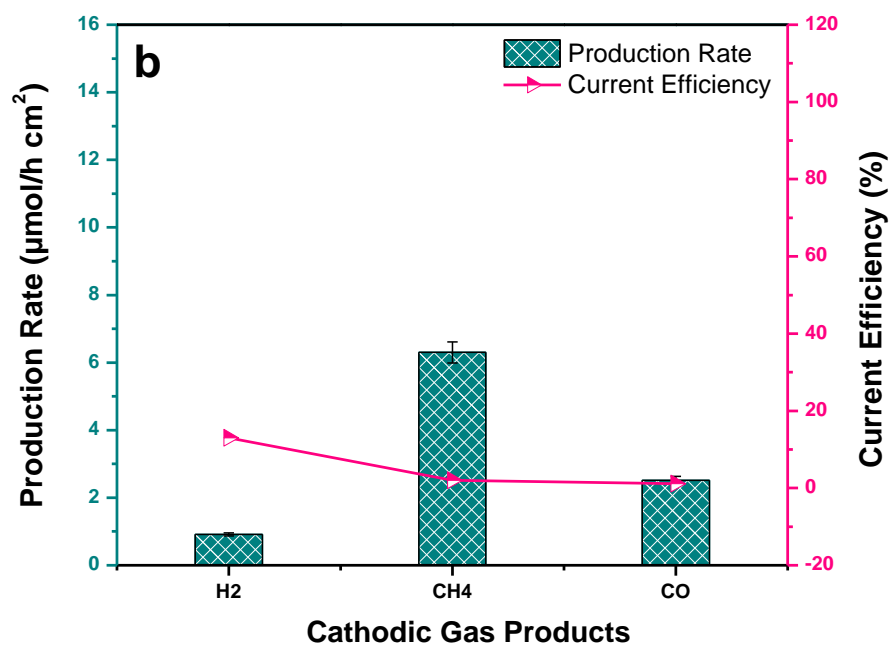 b
Production Rate
Current Efficiency
Production Rate (µmol/h cm²)
16
14
12
10
8
6
4
2
0
120
100
80
60
40
20
0
-20
Current Efficiency (%)
H2 CH4 CO
Cathodic Gas Products